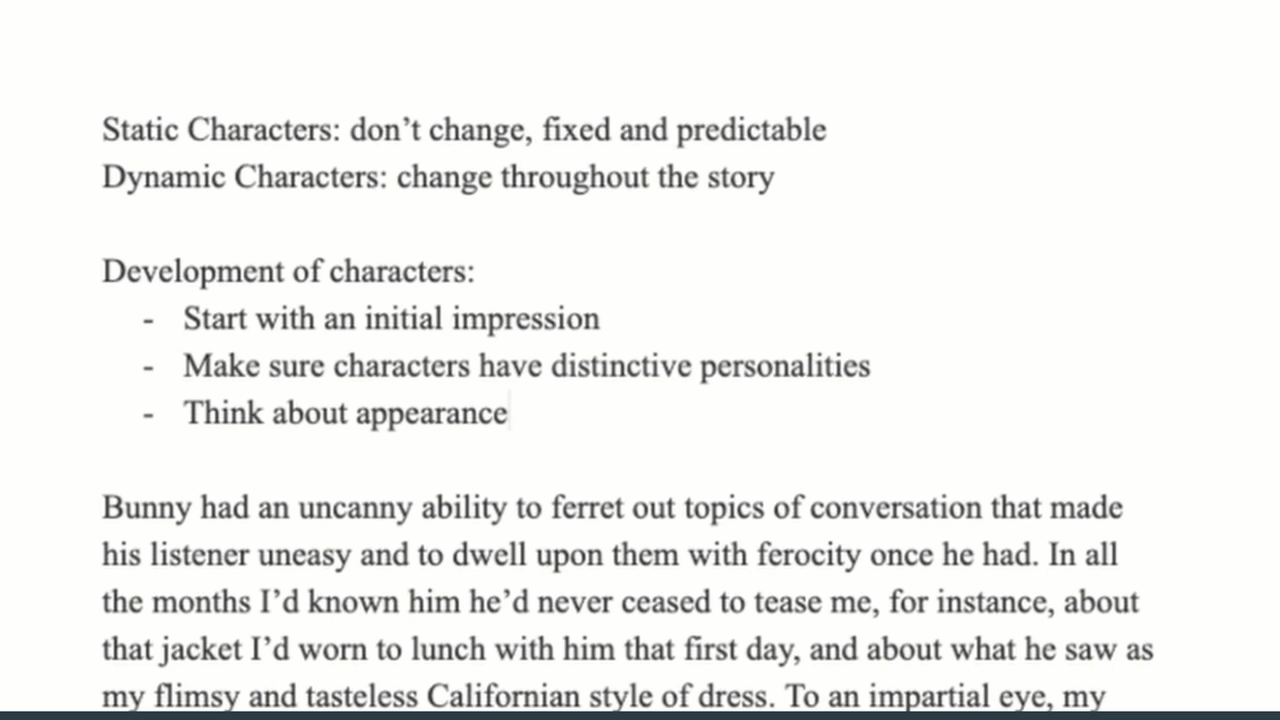 Static Characters: don’t change, fixed and predictable
Dynamic Characters: change throughout the story
Development of characters:
- Start with an initial impression
- Make sure characters have distinctive personalities
- Think about appearance
Bunny had an uncanny ability to ferret out topics of conversation that made
his listener uneasy and to dwell upon them with ferocity once he had. In all
the months I’d known him he’d never ceased to tease me, for instance, about
that jacket I’d worn to lunch with him that first day, and about what he saw as
my flimsy and tasteless Californian style of dress. To an impartial eye, my